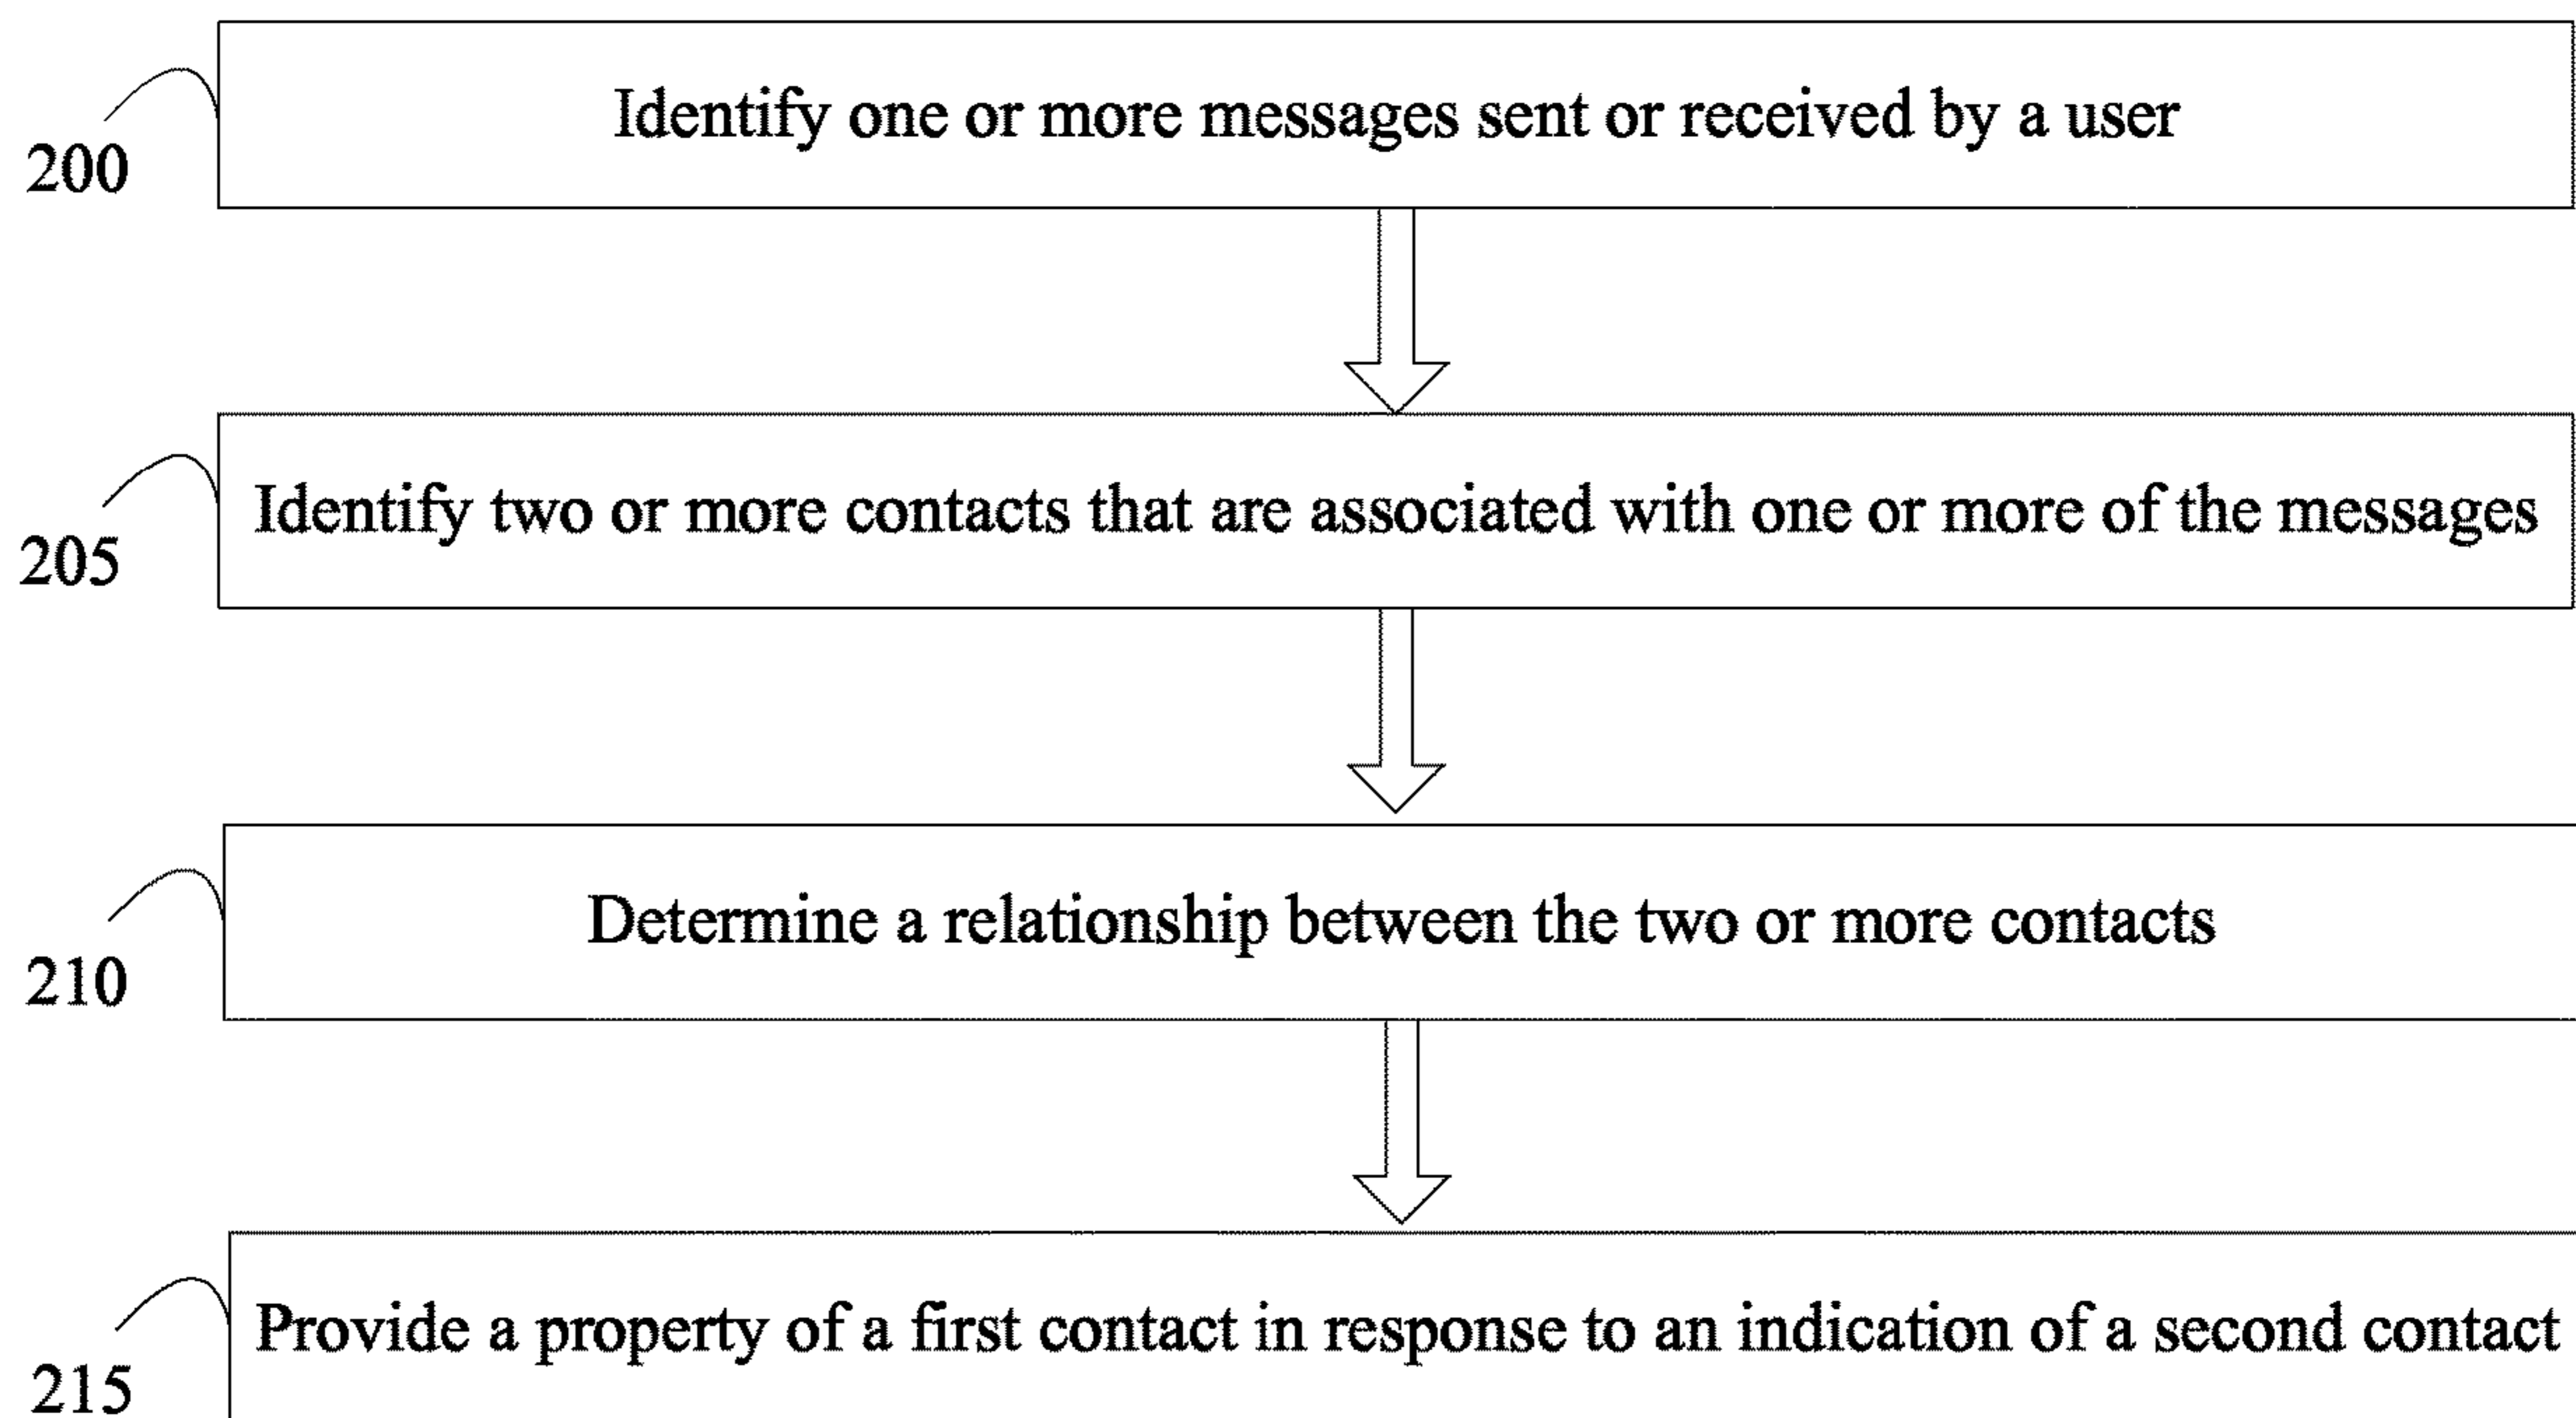 Identify one or more messages sent or received by a user
200
Identify two or more contacts that are associated with one or more of the messages
205
Determine a relationship between the two or more contacts
210
Provide a property of a first contact in response to an indication of a second contact
215